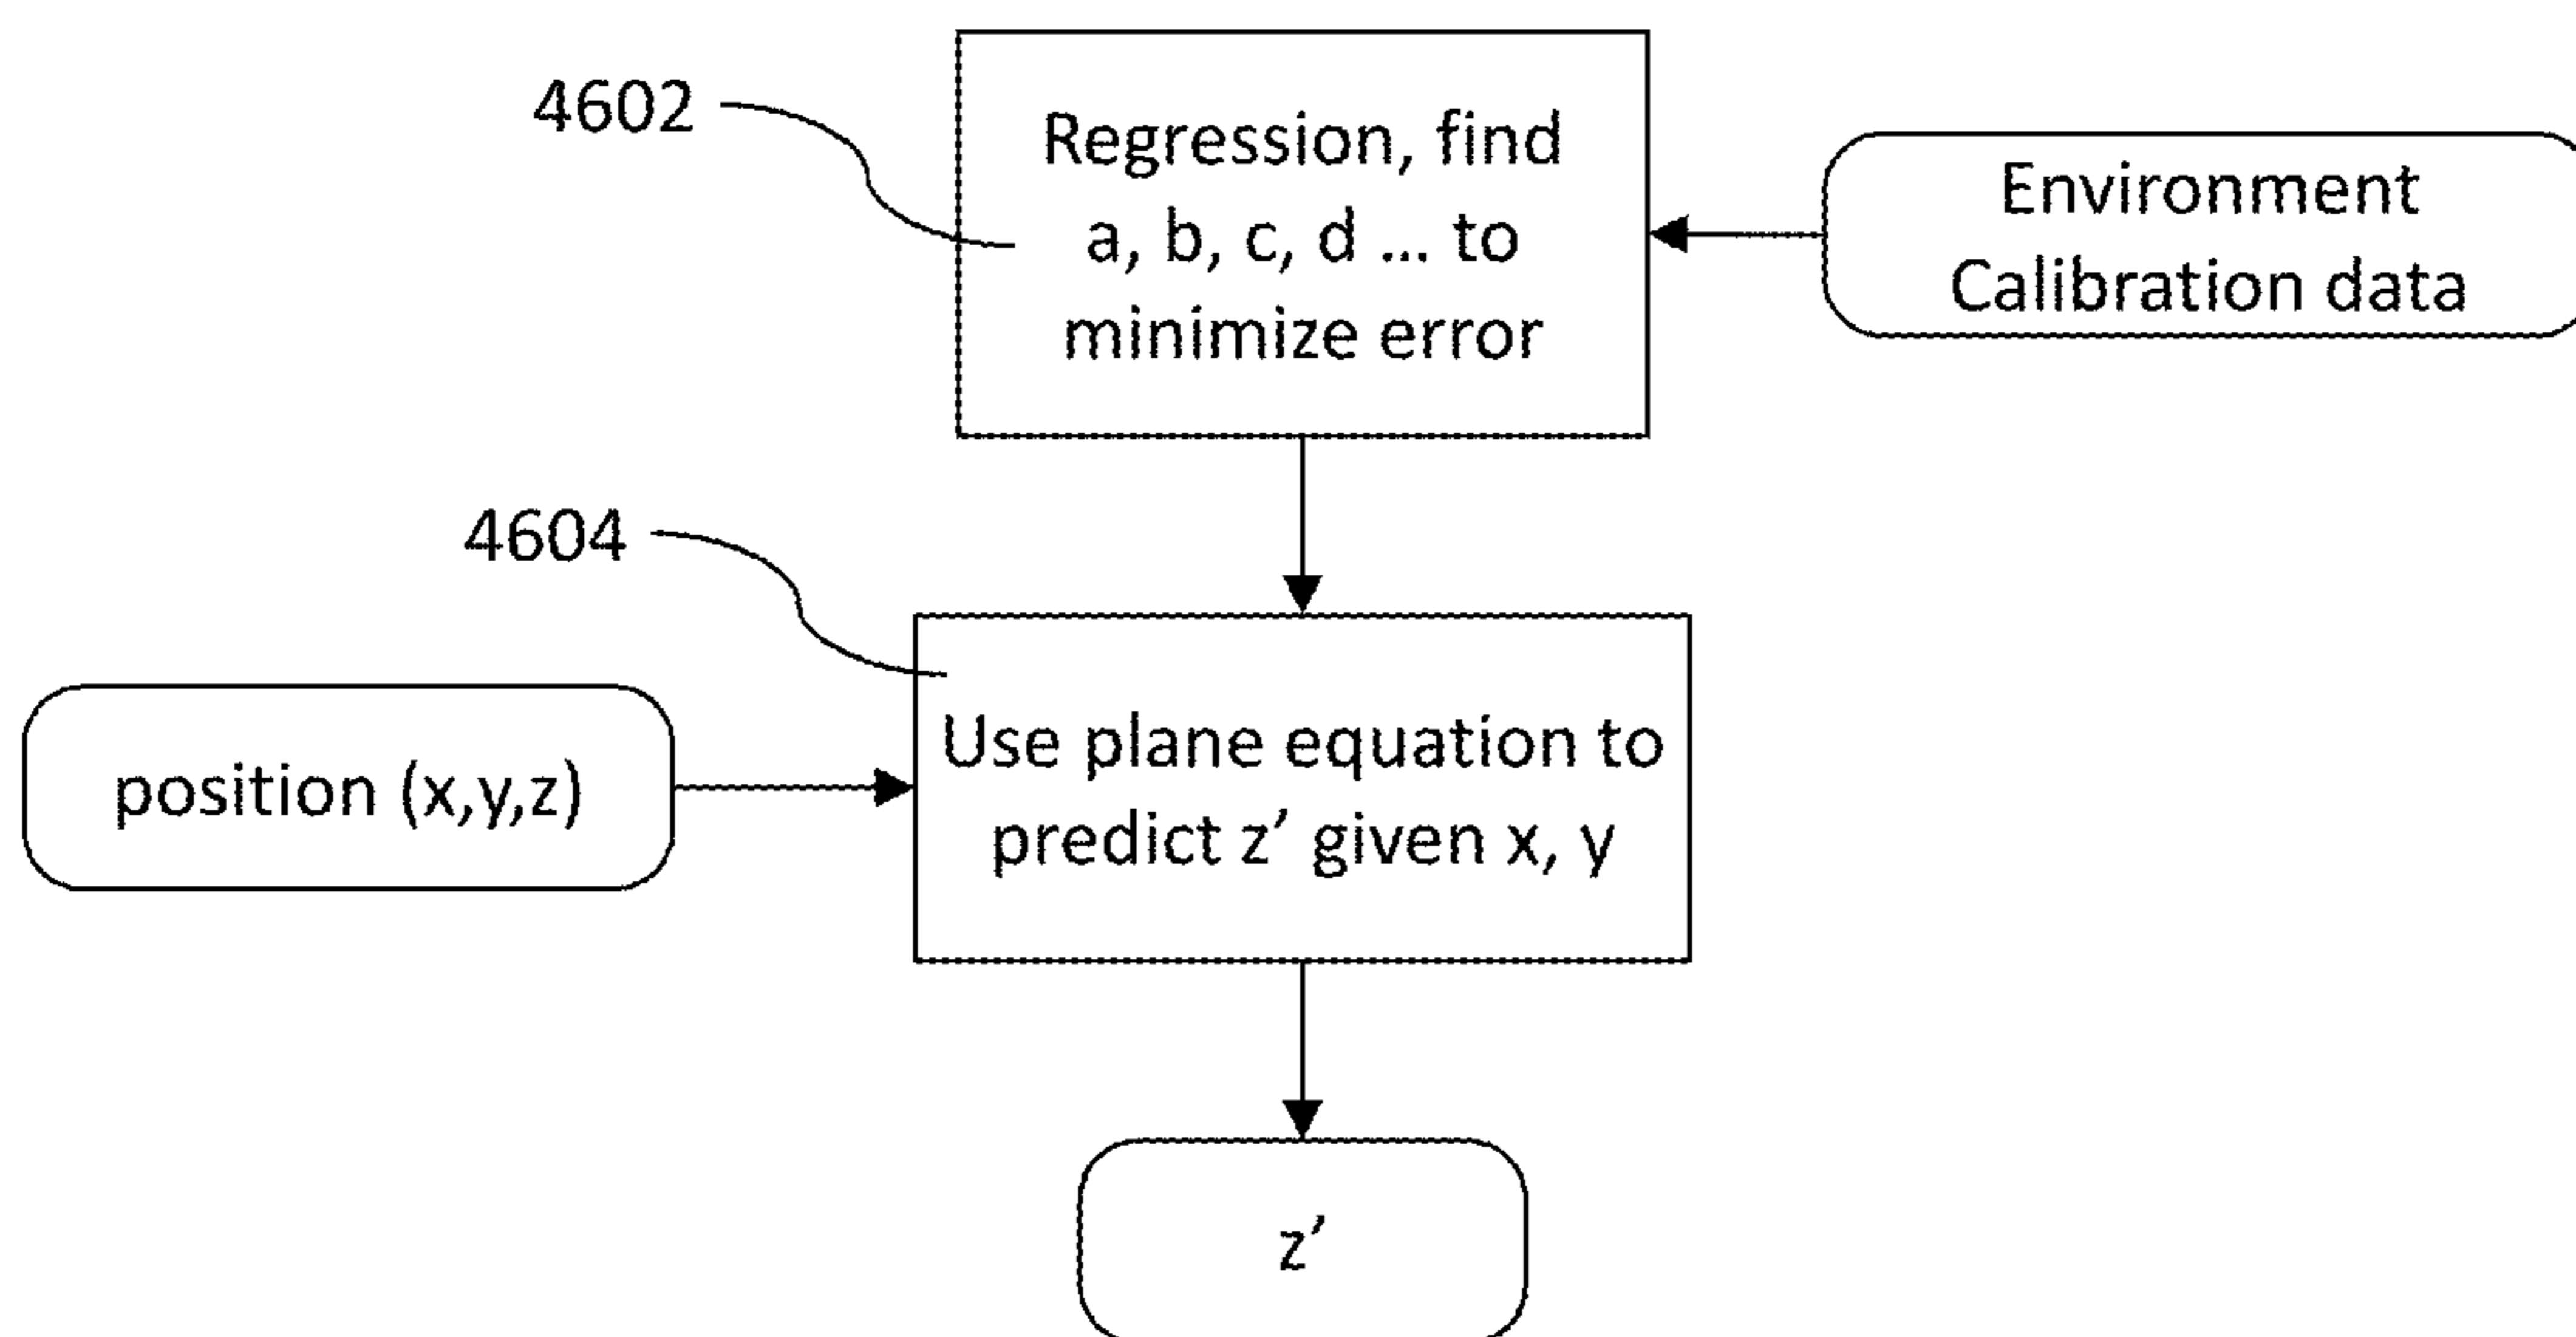 4602
Regression, find
a, b, c, d ... to
minimize error
Environment
Calibration data
4604
position (x,y,z)
Use plane equation to
predict z’ given x, y
z’